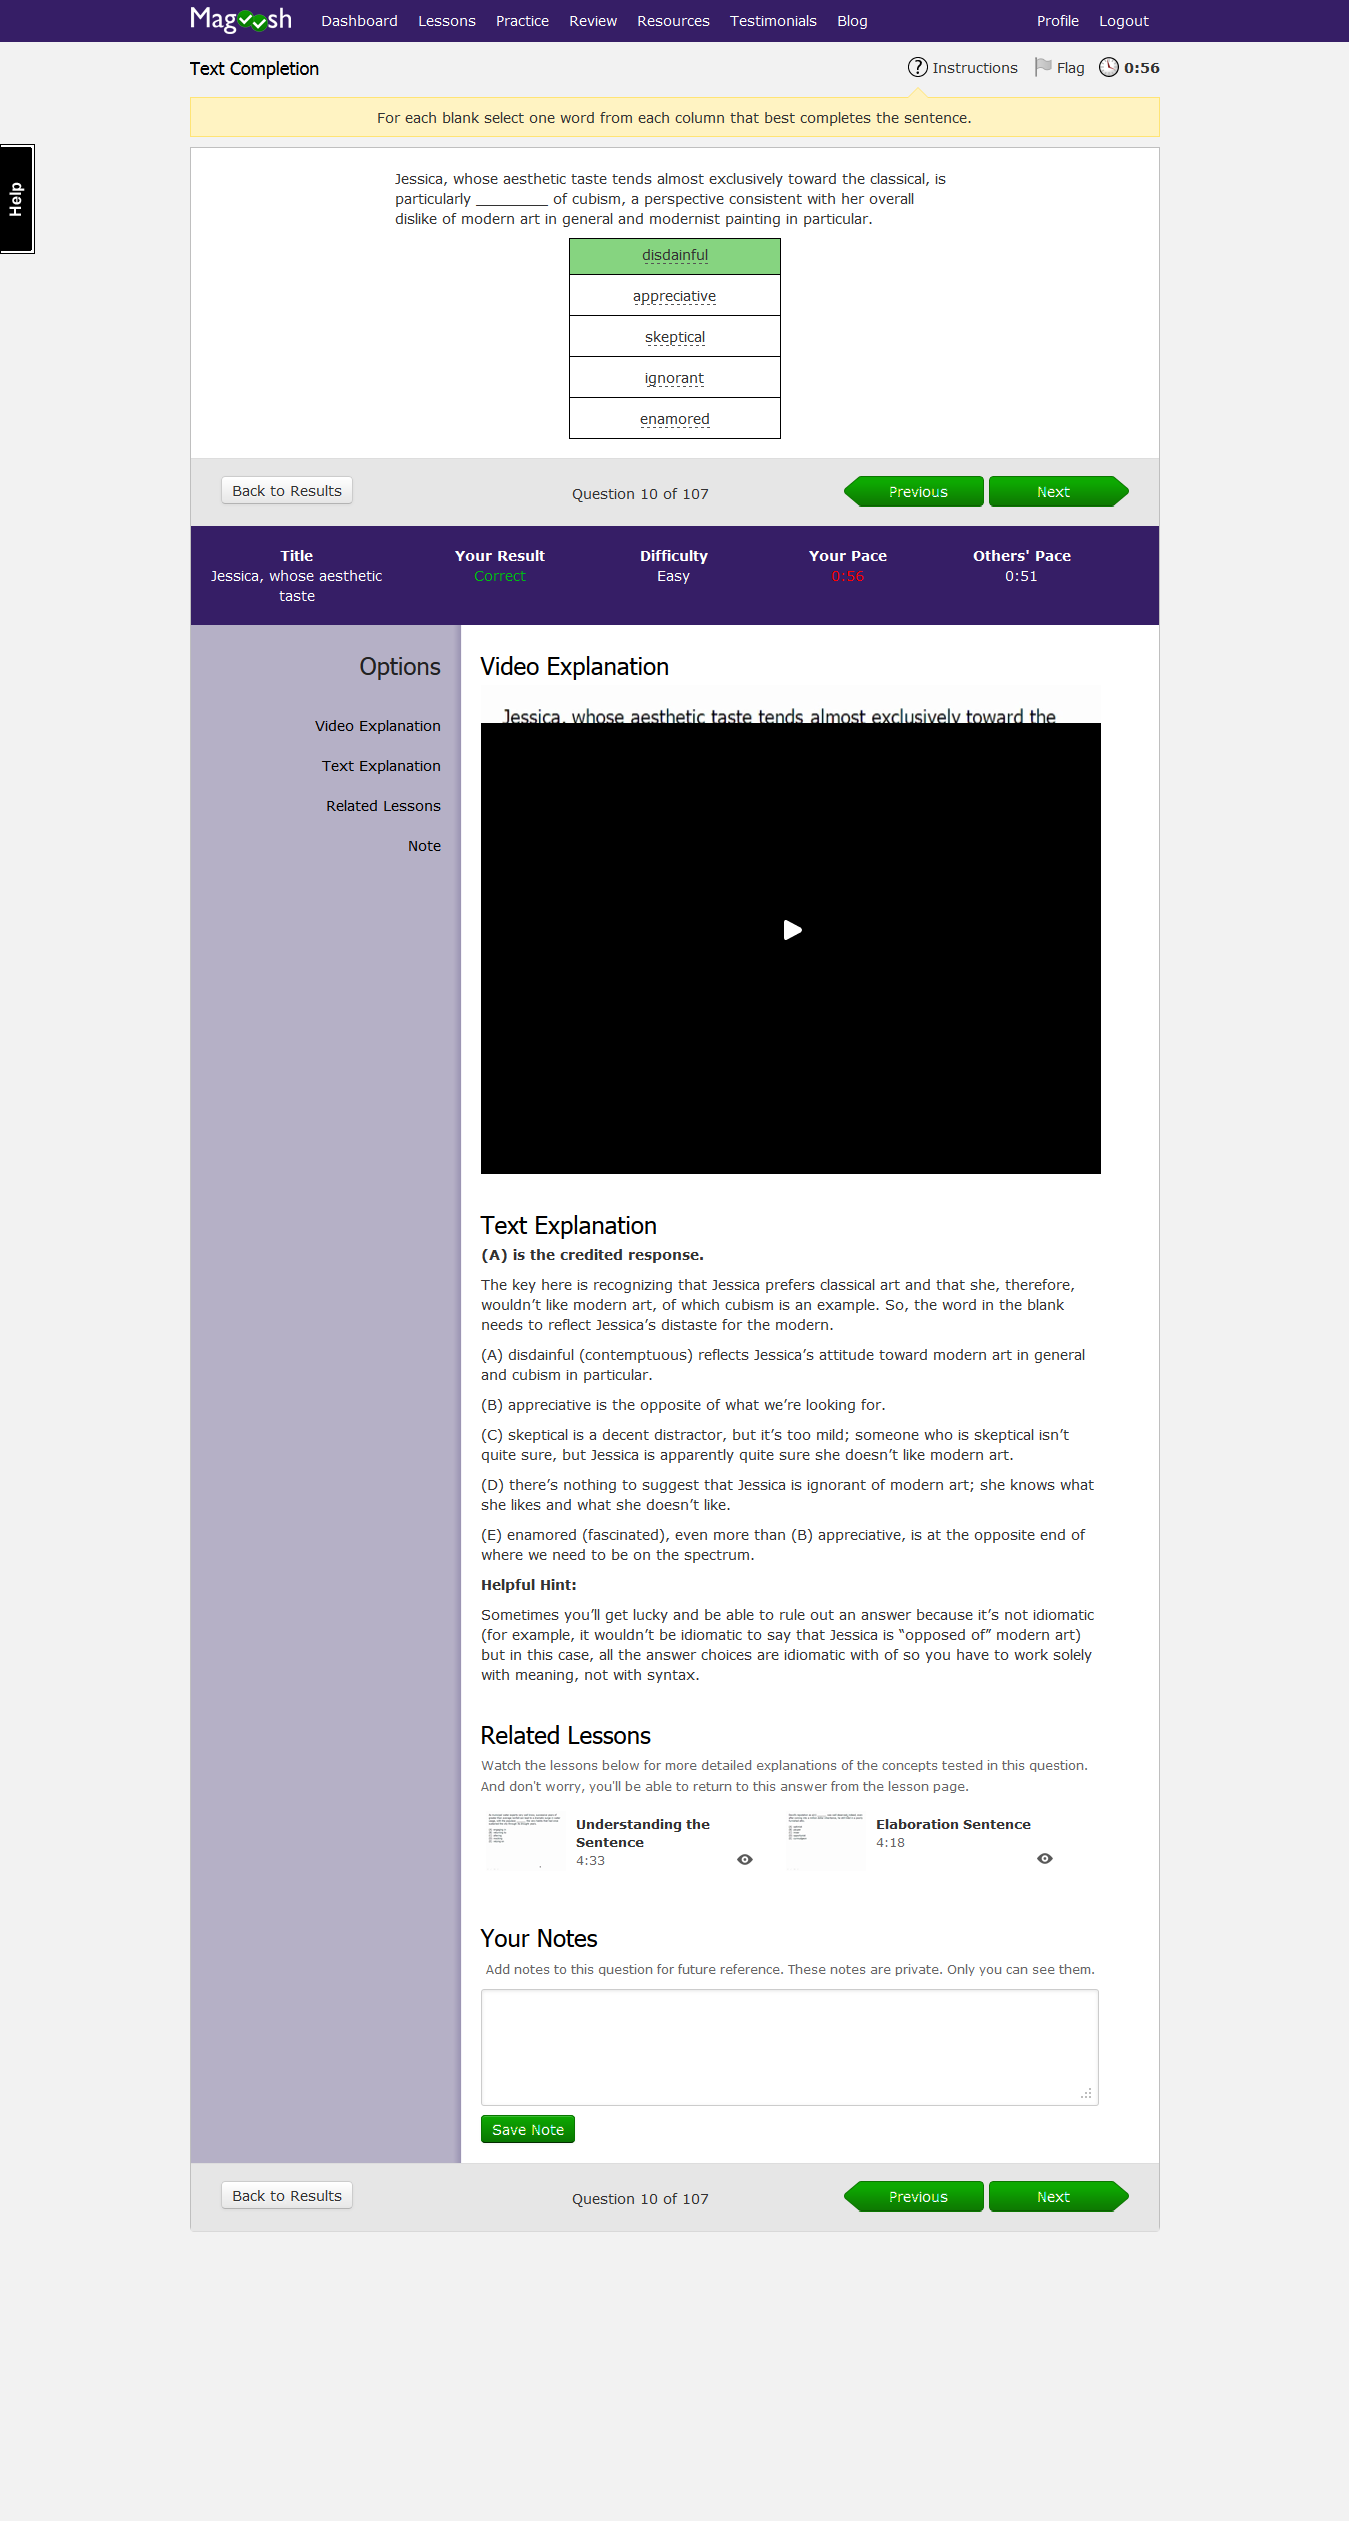 Magoosh Dashboard Lessons Practice Review Resources Testimonials Blog Profile Logout
Text Completion
Instructions Flag 0:56
For each blank select one word from each column that best completes the sentence.
Help
Jessica, whose aesthetic taste tends almost exclusively toward the classical, is
particularly _________ of cubism, a perspective consistent with her overall
dislike of modern art in general and modernist painting in particular.
disdainful
appreciative
skeptical
ignorant
enamored
Back to Results Question 10 of 107 Previous Next
Title Your Result Difficulty Your Pace Others' Pace
Jessica, whose aesthetic Correct Easy 0:56 0:51
taste
Options
Video Explanation
Text Explanation
Related Lessons
Note
Video Explanation
Jessica, whose aesthetic taste tends almost exclusively toward the
Text Explanation
(A) is the credited response.
The key here is recognizing that Jessica prefers classical art and that she, therefore,
wouldn’t like modern art, of which cubism is an example. So, the word in the blank
needs to reflect Jessica’s distaste for the modern.
(A) disdainful (contemptuous) reflects Jessica’s attitude toward modern art in general
and cubism in particular.
(B) appreciative is the opposite of what we’re looking for.
(C) skeptical is a decent distractor, but it’s too mild; someone who is skeptical isn’t
quite sure, but Jessica is apparently quite sure she doesn’t like modern art.
(D) there’s nothing to suggest that Jessica is ignorant of modern art; she knows what
she likes and what she doesn’t like.
(E) enamored (fascinated), even more than (B) appreciative, is at the opposite end of
where we need to be on the spectrum.
Helpful Hint:
Sometimes you’ll get lucky and be able to rule out an answer because it’s not idiomatic
(for example, it wouldn’t be idiomatic to say that Jessica is “opposed of” modern art)
but in this case, all the answer choices are idiomatic with of so you have to work solely
with meaning, not with syntax.
Related Lessons
Watch the lessons below for more detailed explanations of the concepts tested in this question.
And don't worry, you'll be able to return to this answer from the lesson page.
Understanding the
Sentence
4:33
Elaboration Sentence
4:18
Your Notes
Add notes to this question for future reference. These notes are private. Only you can see them.
Save Note
Back to Results Question 10 of 107 Previous Next